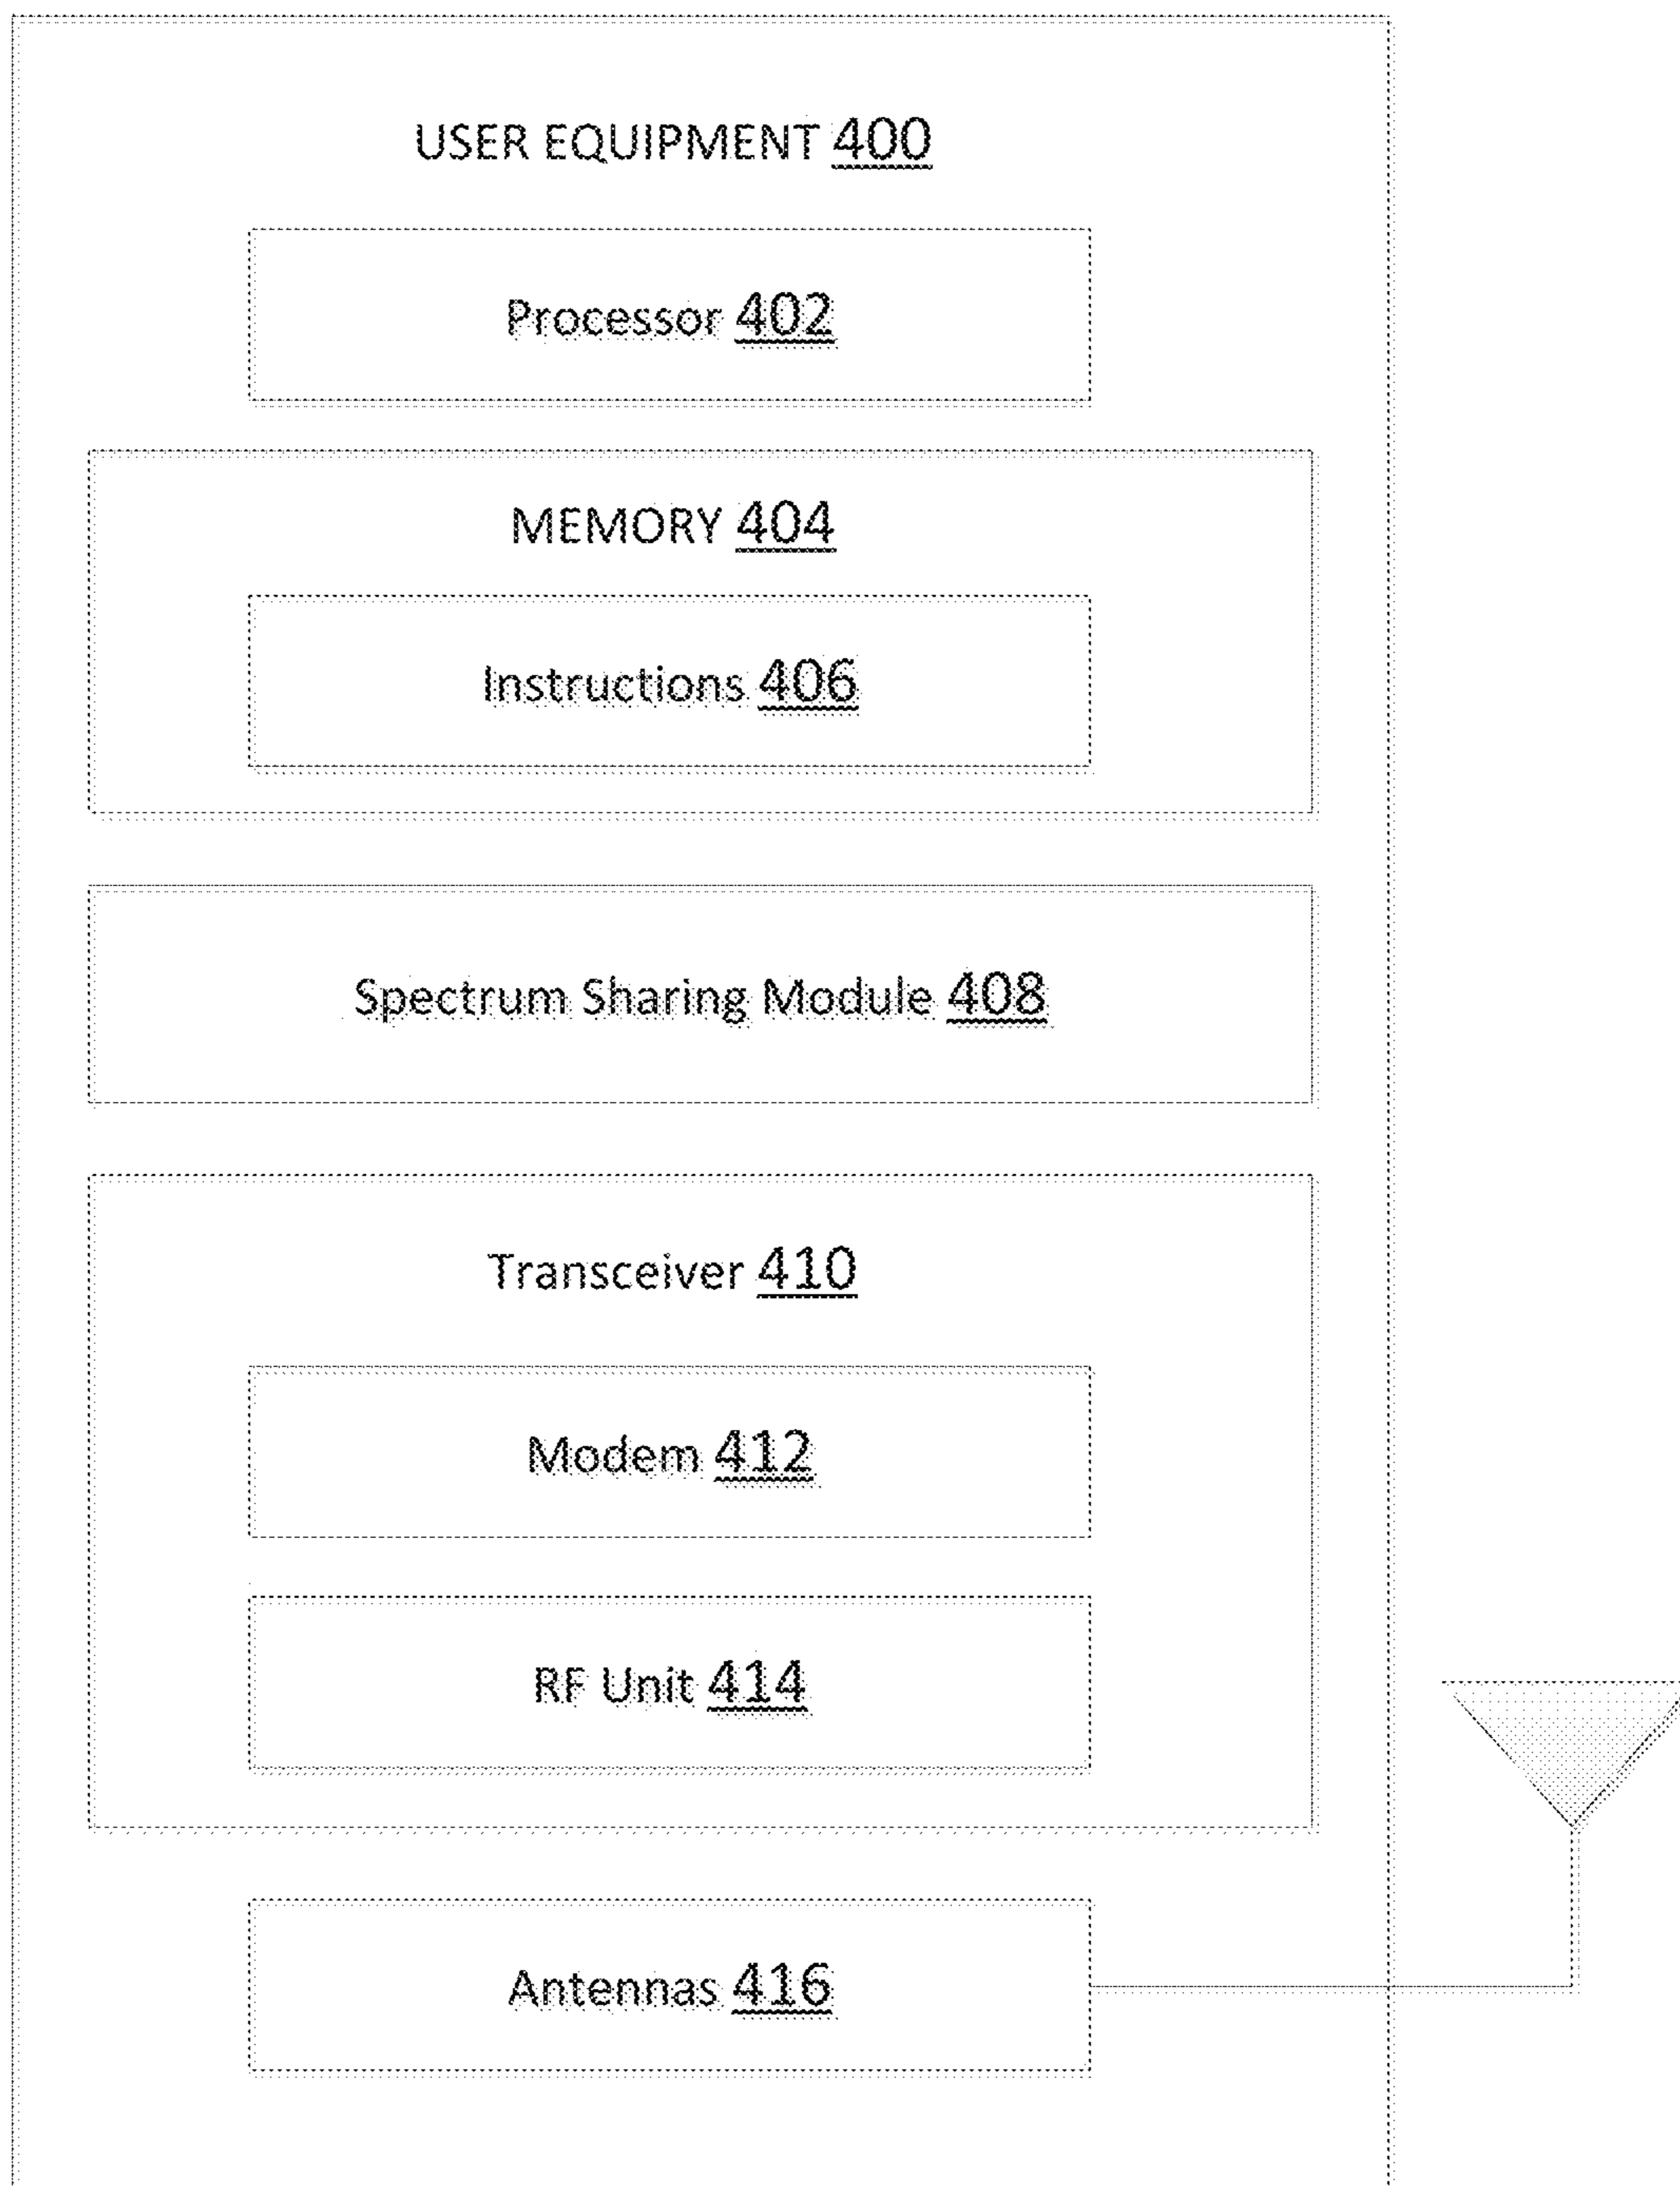 USER EQUIPMENT 400
Processor 402
MEMORY 404
Instructions 406
Spectrum Sharing Module 408
Transceiver 410
Modem 412
RF Unit 414
Antennas 416